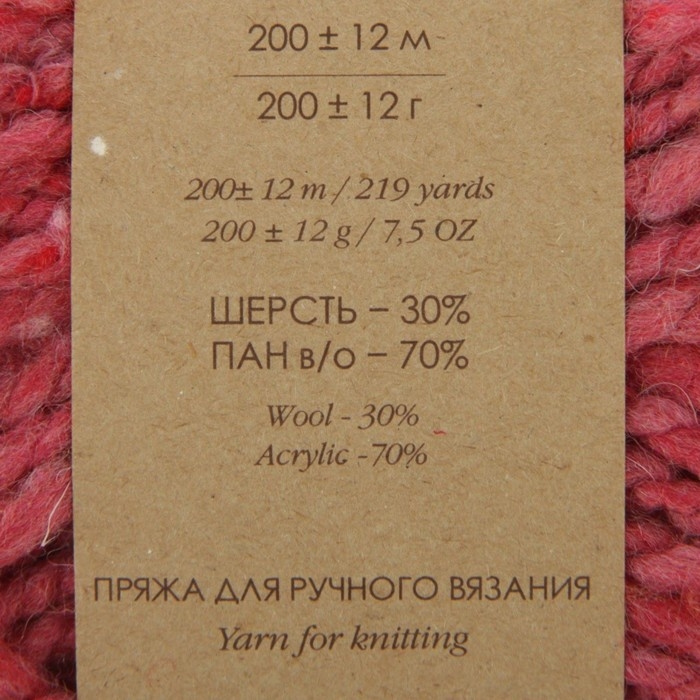 200 ± 12 м
200 ± 12 г
200± 12 m / 219 yards
200 ± 12 g / 7,5 OZ
ШЕРСТЬ – 30%
ПАН в/о – 70%
Wool - 30%
Acrylic -70%
ПРЯЖА ДЛЯ РУЧНОГО ВЯЗАНИЯ
Yarn for knitting